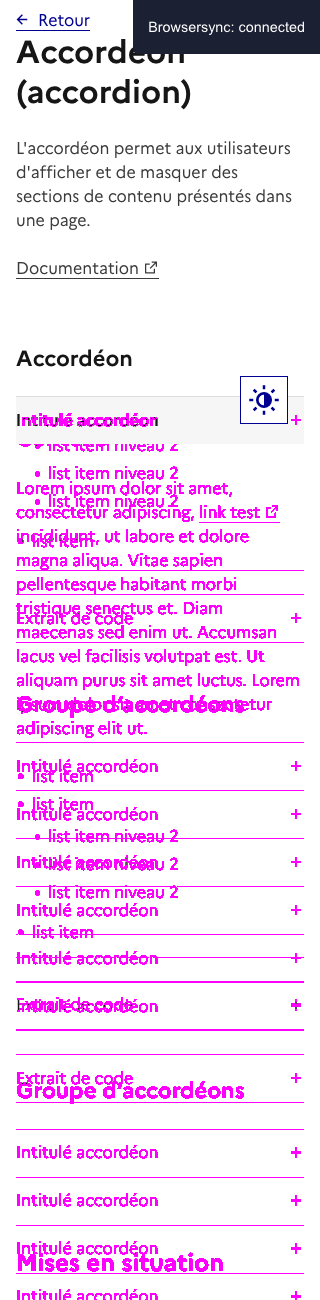 Retour
Browsersync: connected
Accordéon
(accordion)
L'accordéon permet aux utilisateurs
d'afficher et de masquer des
sections de contenu présentés dans
une page.
Documentation
Accordéon
Intitulé accordéon
list item niveau 2
list item niveau 2
Lorem ipsum dolor sit amet,
list item niveau 2
consectetur adipiscing, link test
incididunt, ut labore et dolore
list item
magna aliqua. Vitae sapien
pellentesque habitant morbi
tristique senectus et. Diam
Extrait de code
maecenas sed enim ut. Accumsan
lacus vel facilisis volutpat est. Ut
aliquam purus sit amet luctus. Lorem
Groupe d'accordéons
adipiscing elit ut.
Intitulé accordéon
list item
list item
Intitulé accordéon
list item niveau 2
Intitulé accordéon
list item niveau 2
list item niveau 2
Intitulé accordéon
list item
Intitulé accordéon
Extrait de code
Intitulé accordéon
Extrait de code
Groupe d'accordéons
Intitulé accordéon
Intitulé accordéon
Intitulé accordéon
Mises en situation
Intitulé accordéon